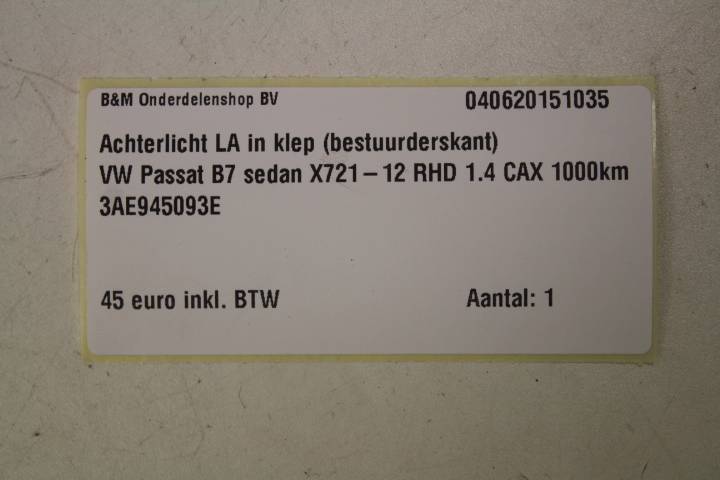 B&M Onderdelenshop BV 040620151035
Achterlicht LA in klep (bestuurderskant)
VW Passat B7 sedan X721-12 RHD 1.4 CAX 1000km
3AE945093E
45 euro inkl. BTW Aantal: 1